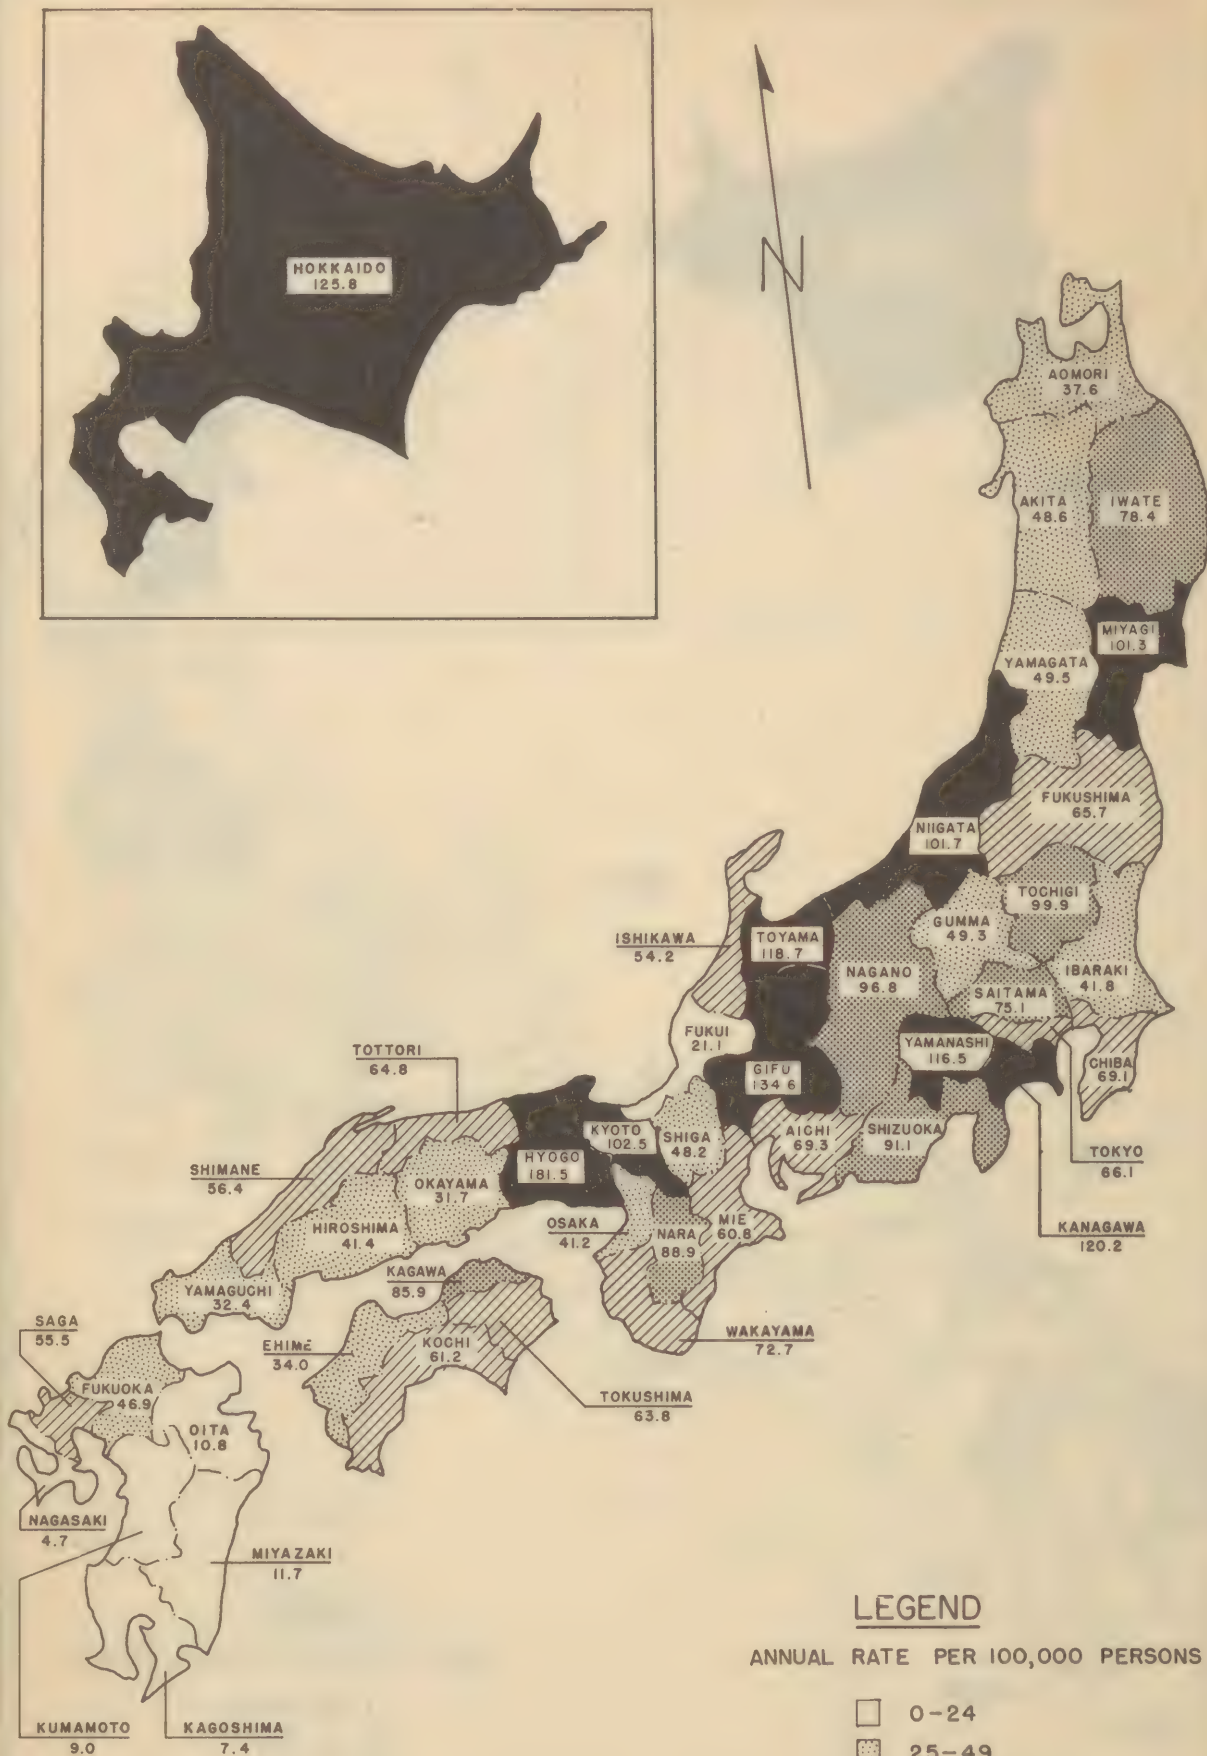 HOKKAIDO
125.8
N
AOMORI
37.6
AKITA
48.6
IWATE
78.4
MIYAGI
101.3
YAMAGATA
49.5
FUKUSHIMA
65.7
NIIGATA
101.7
TOCHIGI
99.9
GUMMA
49.3
ISHIKAWA
54.2
TOYAMA
118.7
NAGANO
96.8
IBARAKI
41.8
SAITAMA
75.1
FUKUI
21.1
YAMANASHI
116.5
TOTTORI
64.8
GIFU
134.6
CHIBA
69.1
KYOTO
102.5
SHIGA
48.2
AICHI
69.3
SHIZUOKA
91.1
TOKYO
66.1
SHIMANE
56.4
HYOGO
181.5
OKAYAMA
31.7
HIROSHIMA
41.4
OSAKA
41.2
NARA
88.9
MIE
60.8
KANAGAWA
120.2
KAGAWA
85.9
YAMAGUCHI
32.4
SAGA
55.5
EHIME
34.0
KOCHI
61.2
WAKAYAMA
72.7
FUKUOKA
46.9
TOKUSHIMA
63.8
OITA
10.8
NAGASAKI
4.7
MIYAZAKI
11.7
KUMAMOTO
9.0
KAGOSHIMA
7.4
LEGEND
ANNUAL RATE PER 100,000 PERSONS
0-24
25-49